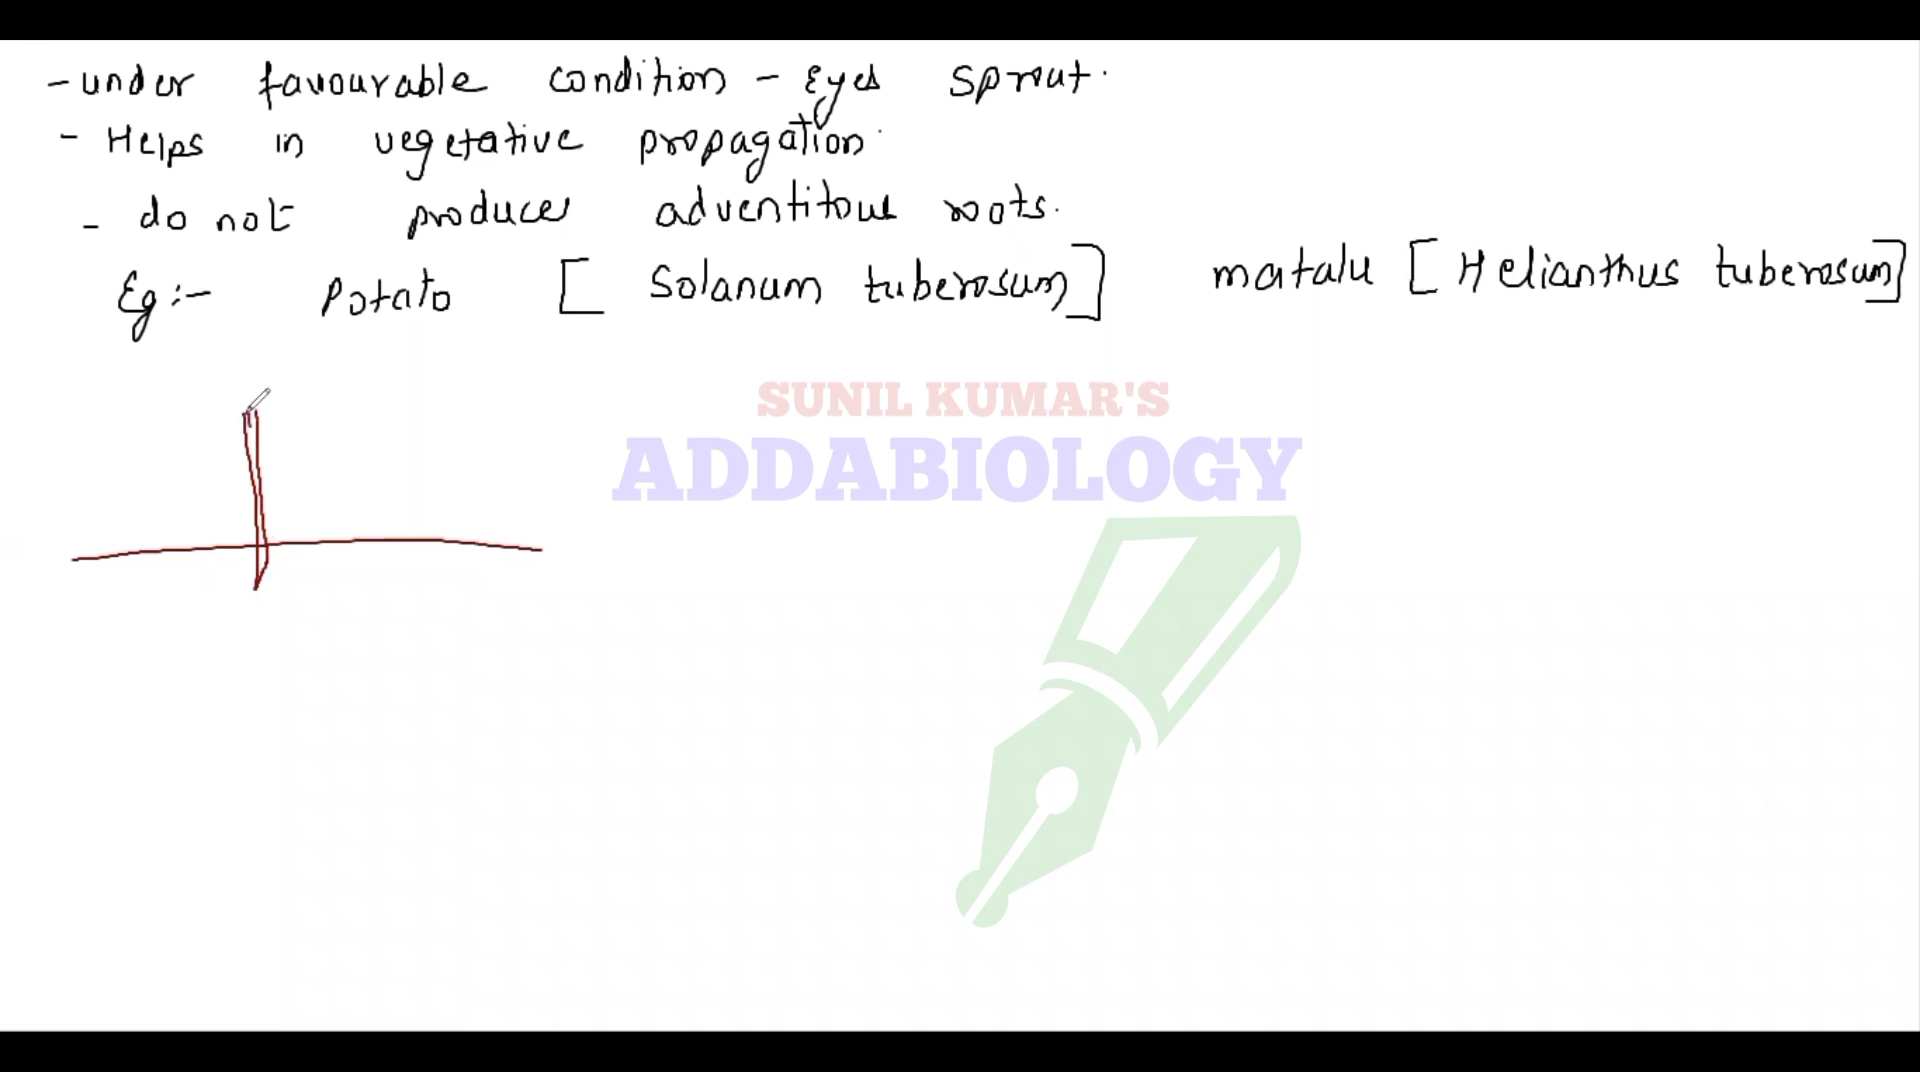 - under favourable condition - Eyes sprout.
- Helps in vegetative propagation.
- do not produce adventitous roots.
Eg :- Potato [ Solanum tuberosum ] matalu [ Helianthus tuberosum ]
SUNIL KUMAR'S
ADDABIOLOGY